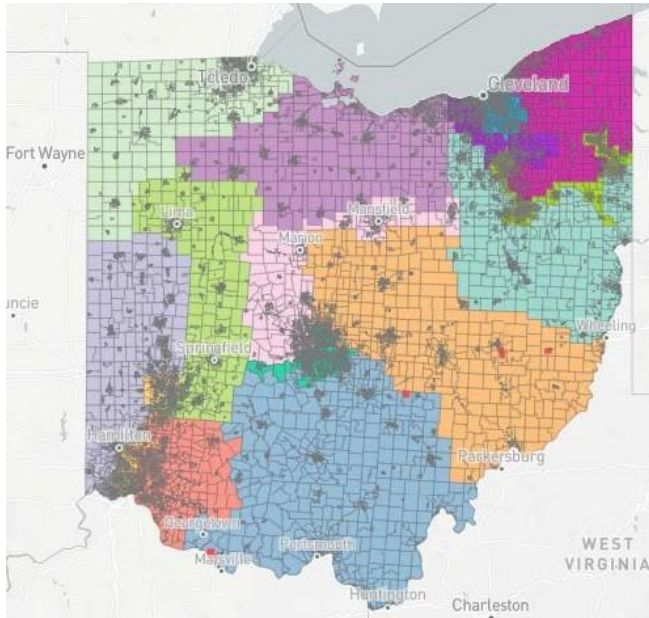 Toledo
Cleveland
Fort Wayne
Lima
Mansfield
Marion
uncie
Springfield
Wheeling
Hamilton
Parkersburg
Georgetown
Maysville
Portsmouth
WEST
VIRGINIA
Huntington
Charleston